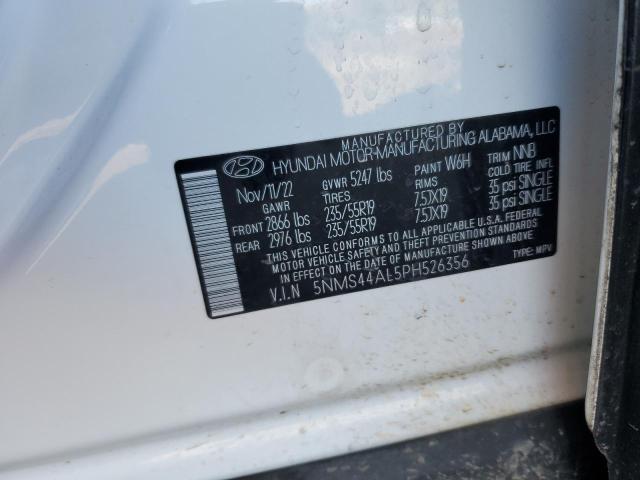 MANUFACTURED BY
HYUNDAI MOTOR MANUFACTURING ALABAMA, LLC
Nov/11/22 GVWR 5247 lbs PAINT W6H TRIM NNB
GAWR TIRES RIMS COLD TIRE INFL
FRONT 2866 lbs 235/55R19 7.5JX19 35 psi SINGLE
REAR 2976 lbs 235/55R19 7.5JX19 35 psi SINGLE
THIS VEHICLE CONFORMS TO ALL APPLICABLE U.S.A. FEDERAL
MOTOR VEHICLE SAFETY AND THEFT PREVENTION STANDARDS
IN EFFECT ON THE DATE OF MANUFACTURE SHOWN ABOVE.
V.I.N 5NMS44AL5PH526356 TYPE: MPV